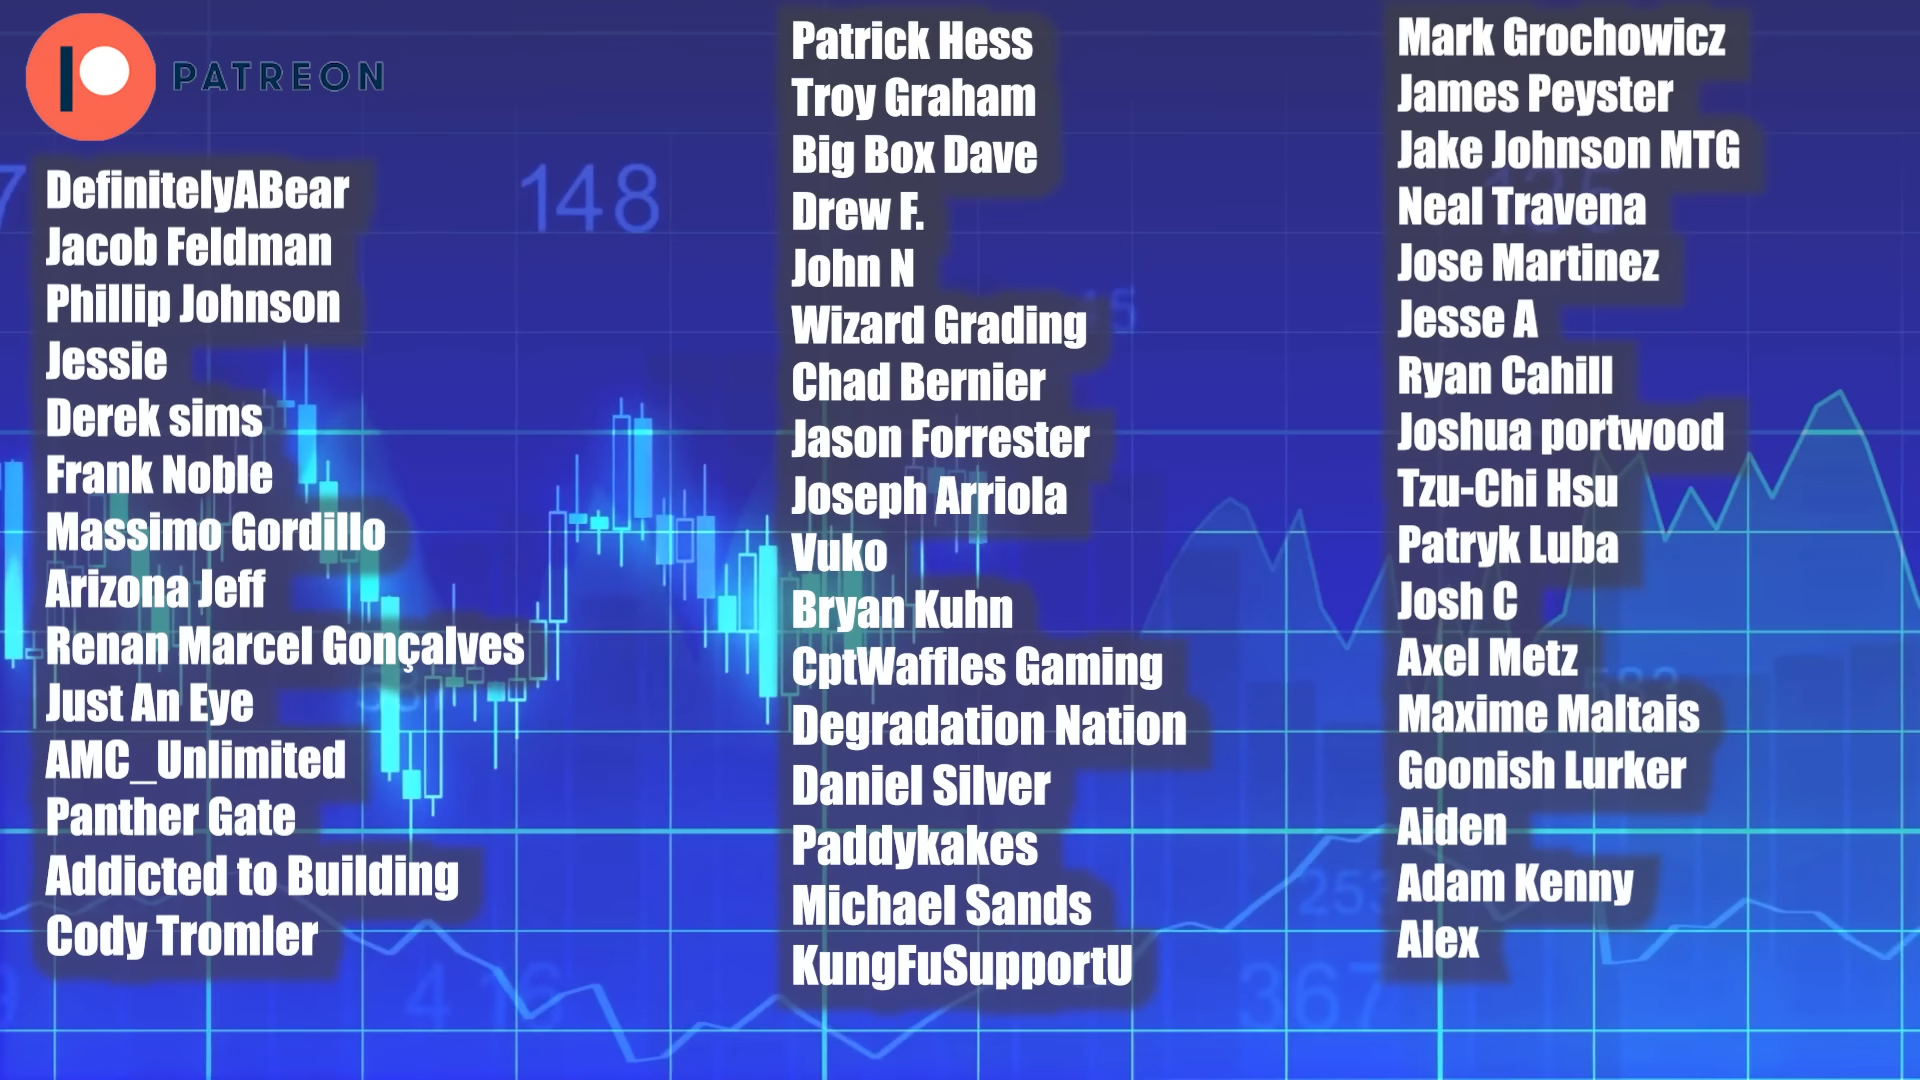 PATREON
DefinitelyABear
Jacob Feldman
Phillip Johnson
Jessie
Derek sims
Frank Noble
Massimo Gordillo
Arizona Jeff
Renan Marcel Gonçalves
Just An Eye
AMC_Unlimited
Panther Gate
Addicted to Building
Cody Tromler
Patrick Hess
Troy Graham
Big Box Dave
Drew F.
John N
Wizard Grading
Chad Bernier
Jason Forrester
Joseph Arriola
Vuko
Bryan Kuhn
CptWaffles Gaming
Degradation Nation
Daniel Silver
Paddykakes
Michael Sands
KungFuSupportU
Mark Grochowicz
James Peyster
Jake Johnson MTG
Neal Travena
Jose Martinez
Jesse A
Ryan Cahill
Joshua portwood
Tzu-Chi Hsu
Patryk Luba
Josh C
Axel Metz
Maxime Maltais
Goonish Lurker
Aiden
Adam Kenny
Alex
148
367